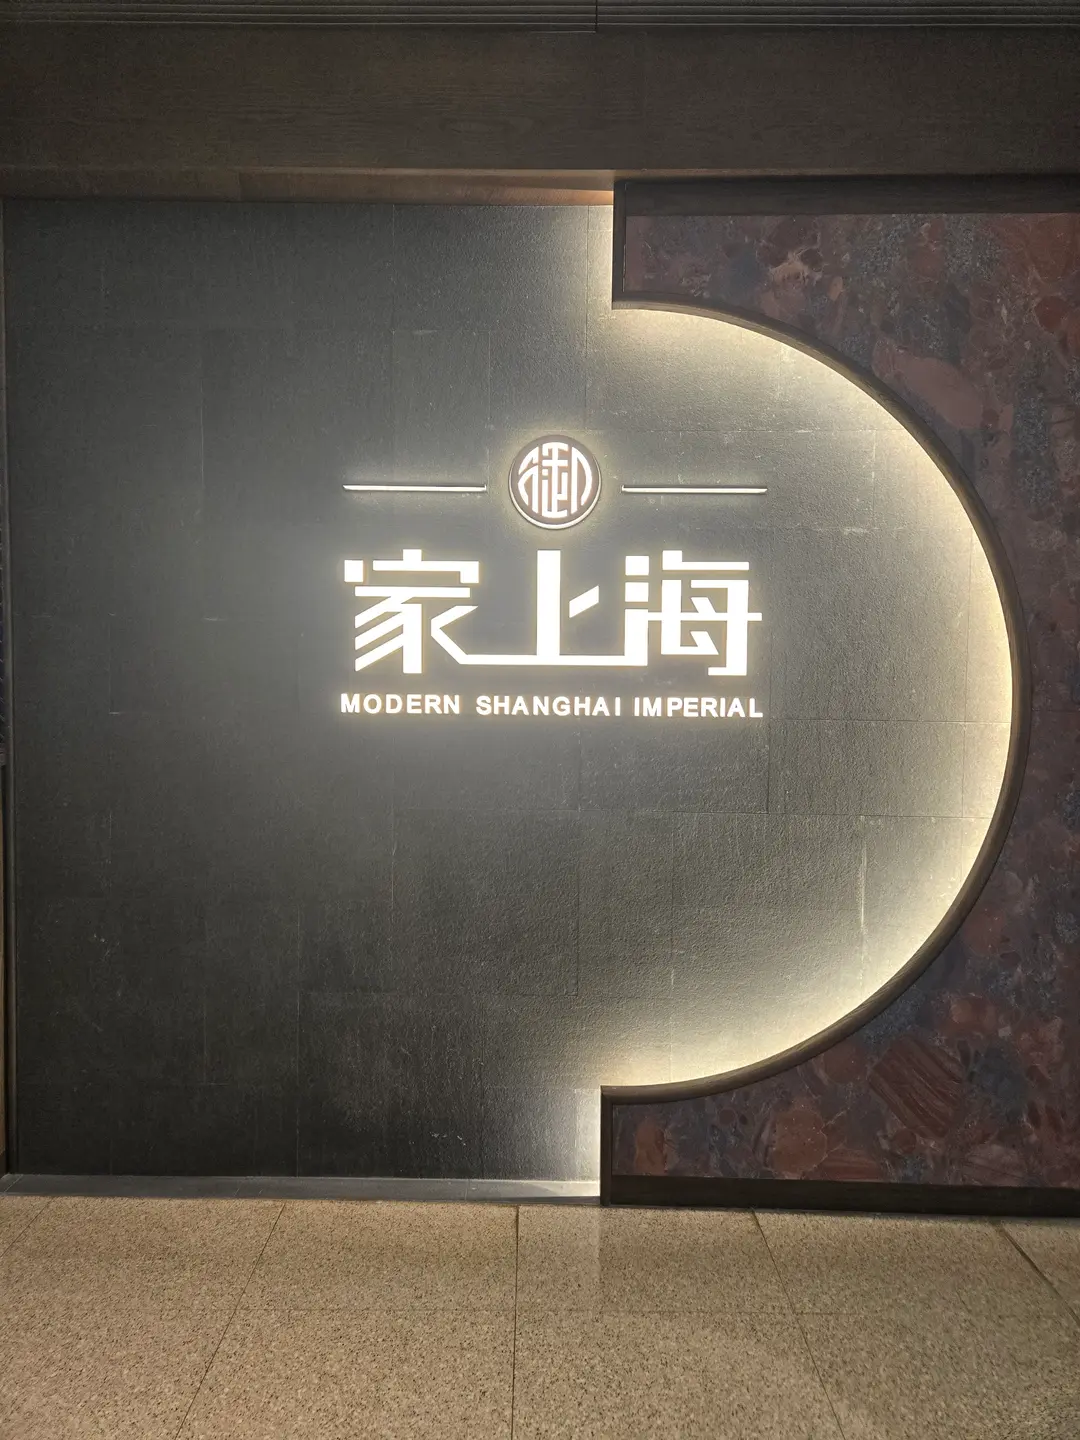 御
家上海
MODERN SHANGHAI IMPERIAL